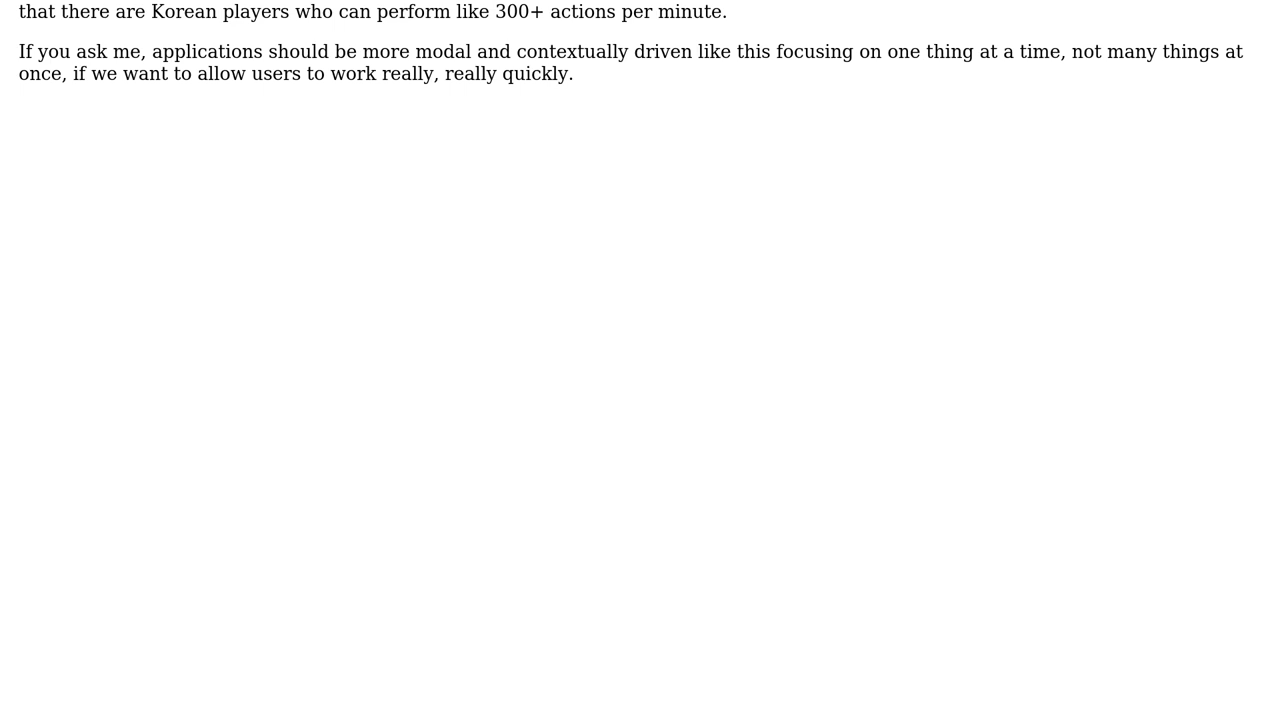 that there are Korean players who can perform like 300+ actions per minute.
If you ask me, applications should be more modal and contextually driven like this focusing on one thing at a time, not many things at
once, if we want to allow users to work really, really quickly.